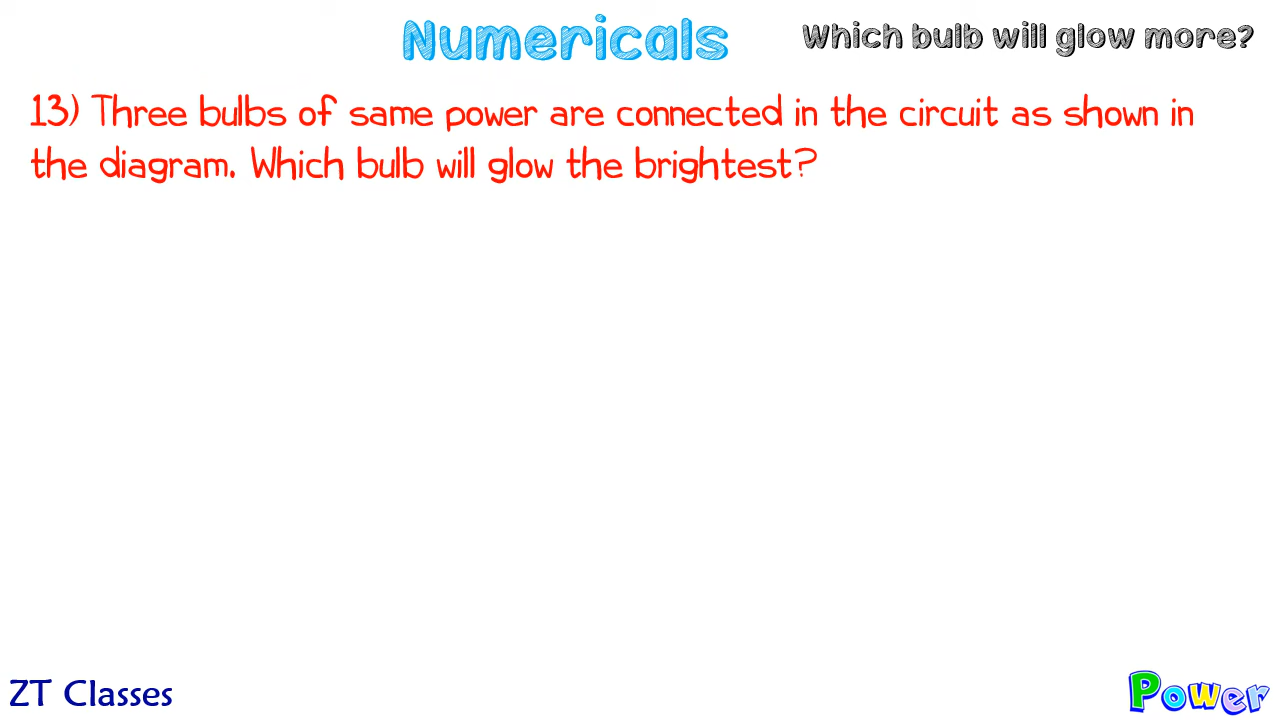 Numericals
Which bulb will glow more?
13) Three bulbs of same power are connected in the circuit as shown in
the diagram. Which bulb will glow the brightest?
ZT Classes
Power